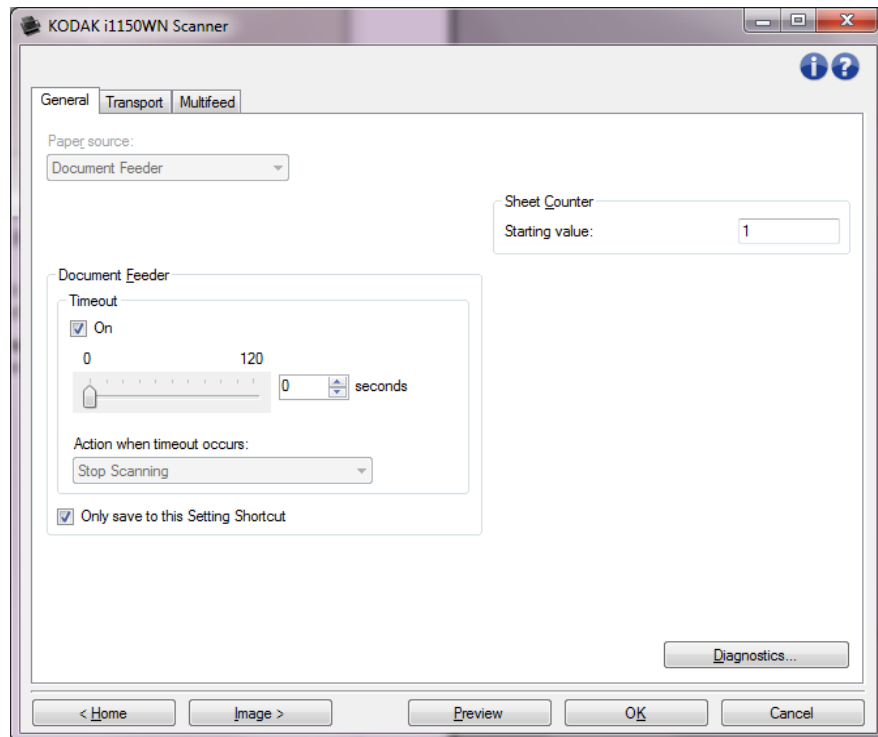 KODAK i1150WN Scanner
General Transport Multifeed
Paper source:
Document Feeder
Sheet Counter
Starting value: 1
Document Feeder
Timeout
On
0 120
0 seconds
Action when timeout occurs:
Stop Scanning
Only save to this Setting Shortcut
Diagnostics...
< Home Image > Preview OK Cancel